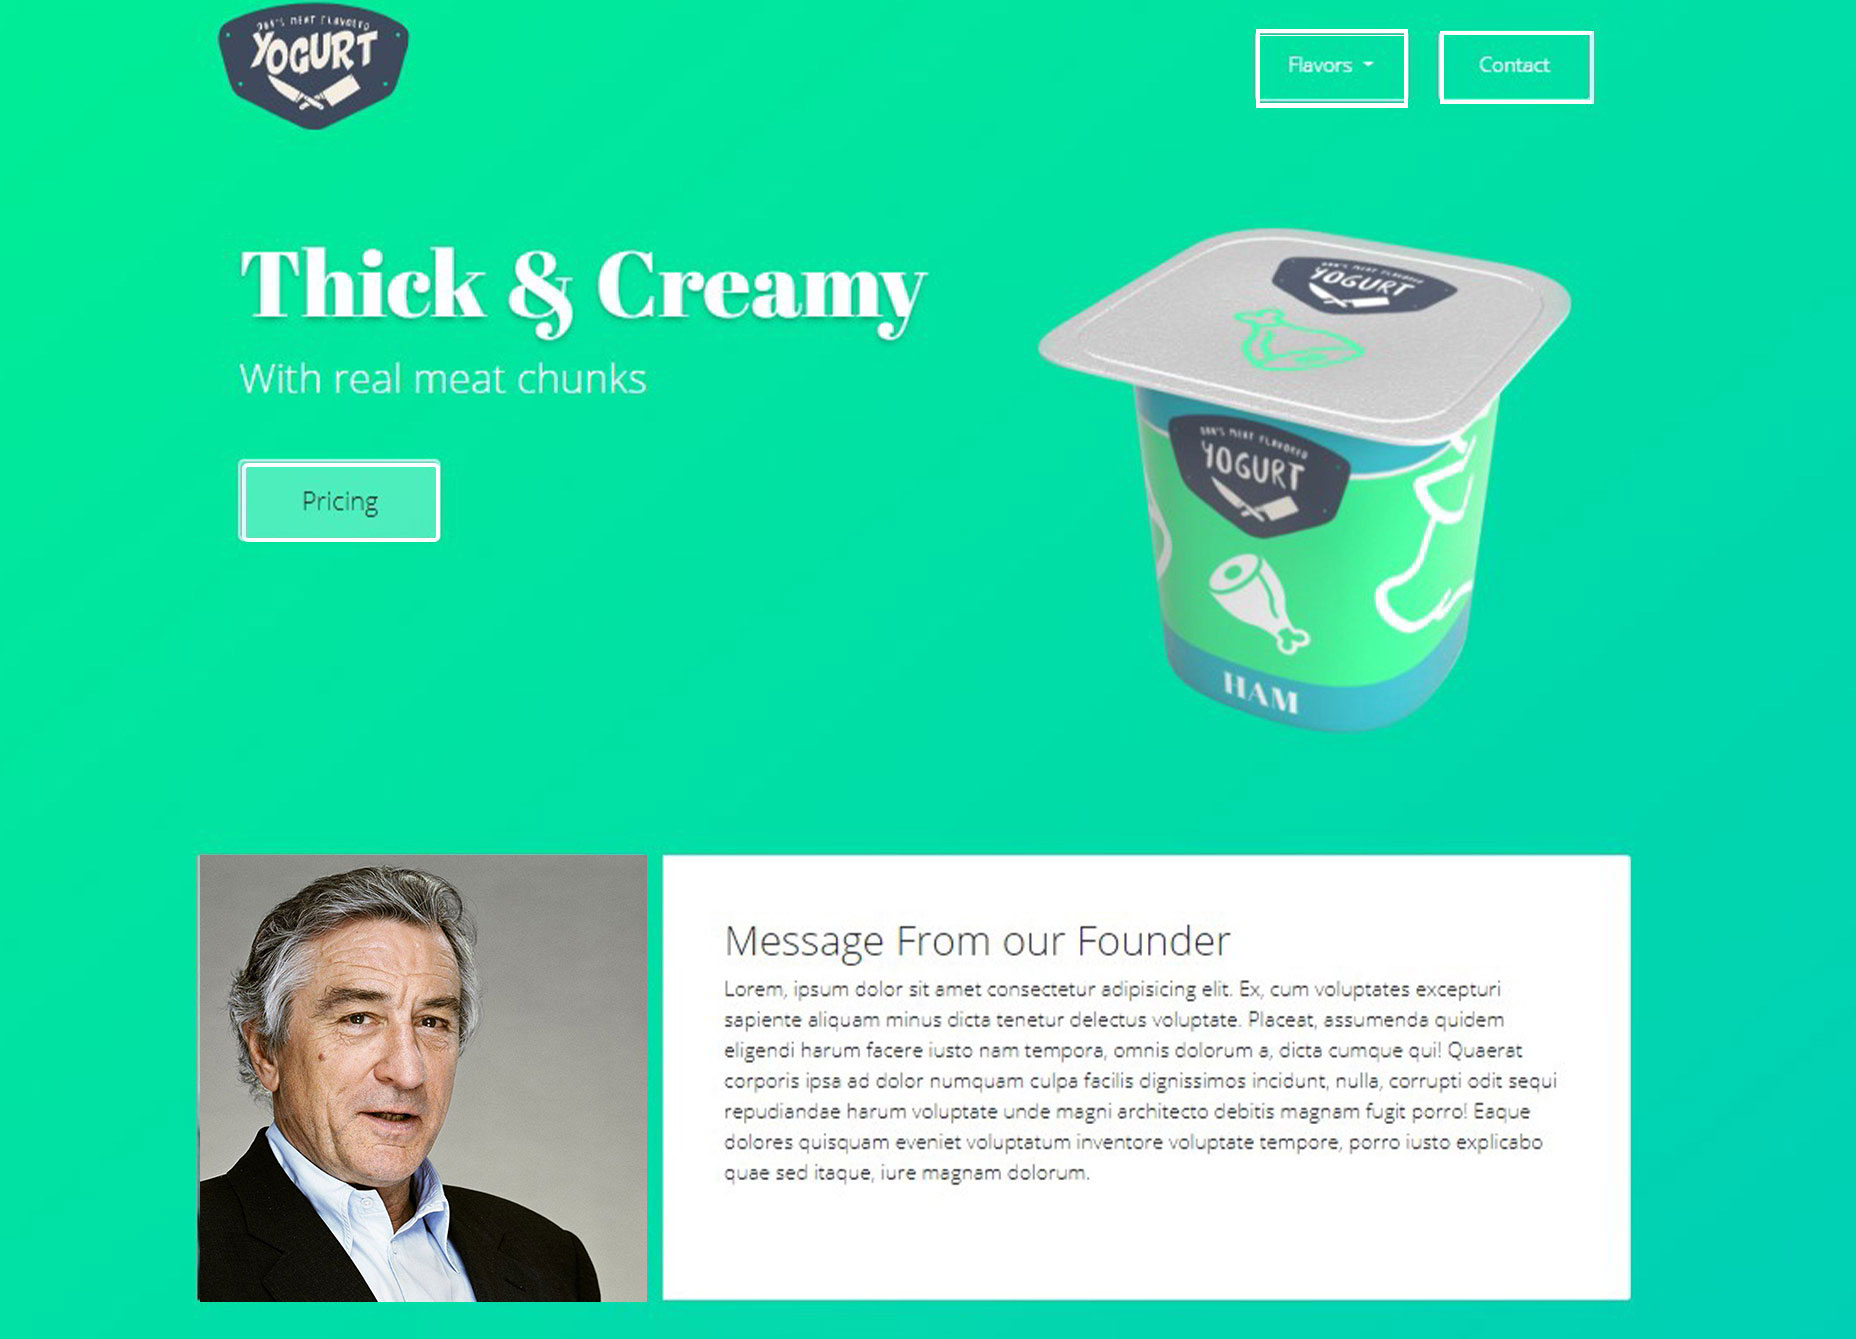 DAN'S MEAT FLAVORED
YOGURT
Flavors
Contact
Thick & Creamy
With real meat chunks
Pricing
DAN'S MEAT FLAVORED
YOGURT
DAN'S MEAT FLAVORED
YOGURT
HAM
Message From our Founder
Lorem, ipsum dolor sit amet consectetur adipisicing elit. Ex, cum voluptates excepturi
sapiente aliquam minus dicta tenetur delectus voluptate. Placeat, assumenda quidem
eligendi harum facere iusto nam tempora, omnis dolorum a, dicta cumque qui! Quaerat
corporis ipsa ad dolor numquam culpa facilis dignissimos incidunt, nulla, corrupti odit sequi
repudiandae harum voluptate unde magni architecto debitis magnam fugit porro! Eaque
dolores quisquam eveniet voluptatum inventore voluptate tempore, porro iusto explicabo
quae sed itaque, iure magnam dolorum.